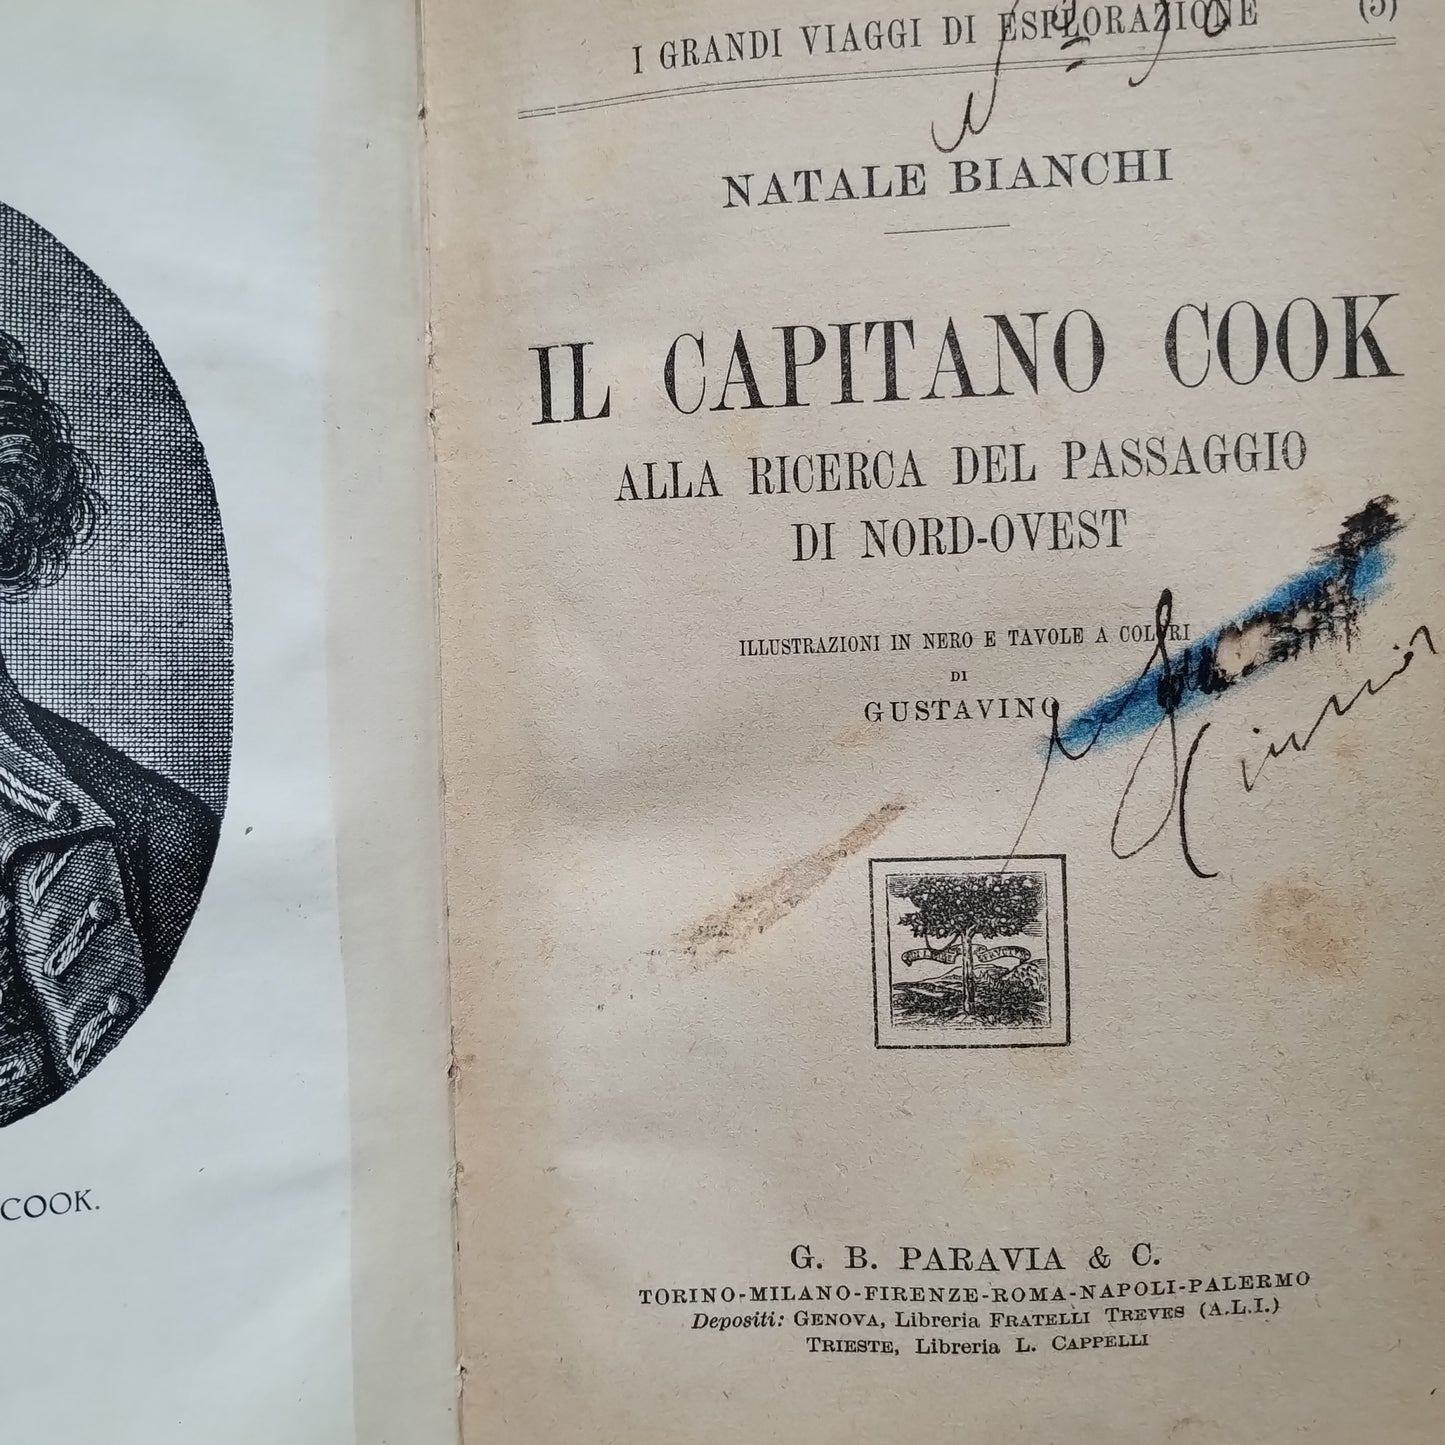 I GRANDI VIAGGI DI ESPLORAZIONE (5)
NATALE BIANCHI
IL CAPITANO COOK
ALLA RICERCA DEL PASSAGGIO
DI NORD-OVEST
ILLUSTRAZIONI IN NERO E TAVOLE A COLORI
DI
GUSTAVINO
COOK.
G. B. PARAVIA & C.
TORINO-MILANO-FIRENZE-ROMA-NAPOLI-PALERMO
Depositi: GENOVA, Libreria FRATELLI TREVES (A.L.I.)
TRIESTE, Libreria L. CAPPELLI